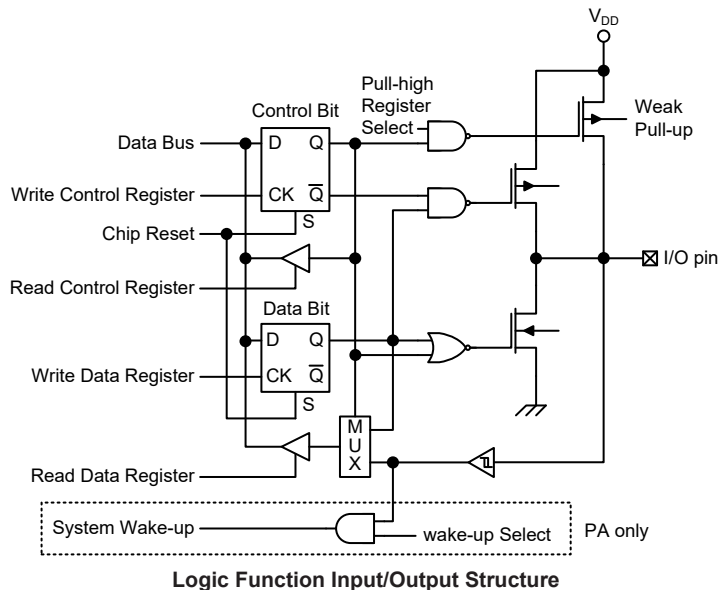 V_DD
Pull-high
Register
Select
Control Bit
Weak
Pull-up
Data Bus
D
Q
Write Control Register
CK
Q̅
S
Chip Reset
I/O pin
Read Control Register
Data Bit
D
Q
Write Data Register
CK
Q̅
S
M
U
X
Read Data Register
System Wake-up
wake-up Select
PA only
Logic Function Input/Output Structure